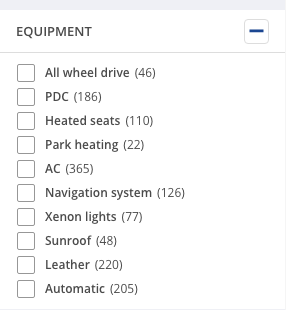 EQUIPMENT
All wheel drive (46)
PDC (186)
Heated seats (110)
Park heating (22)
AC (365)
Navigation system (126)
Xenon lights (77)
Sunroof (48)
Leather (220)
Automatic (205)